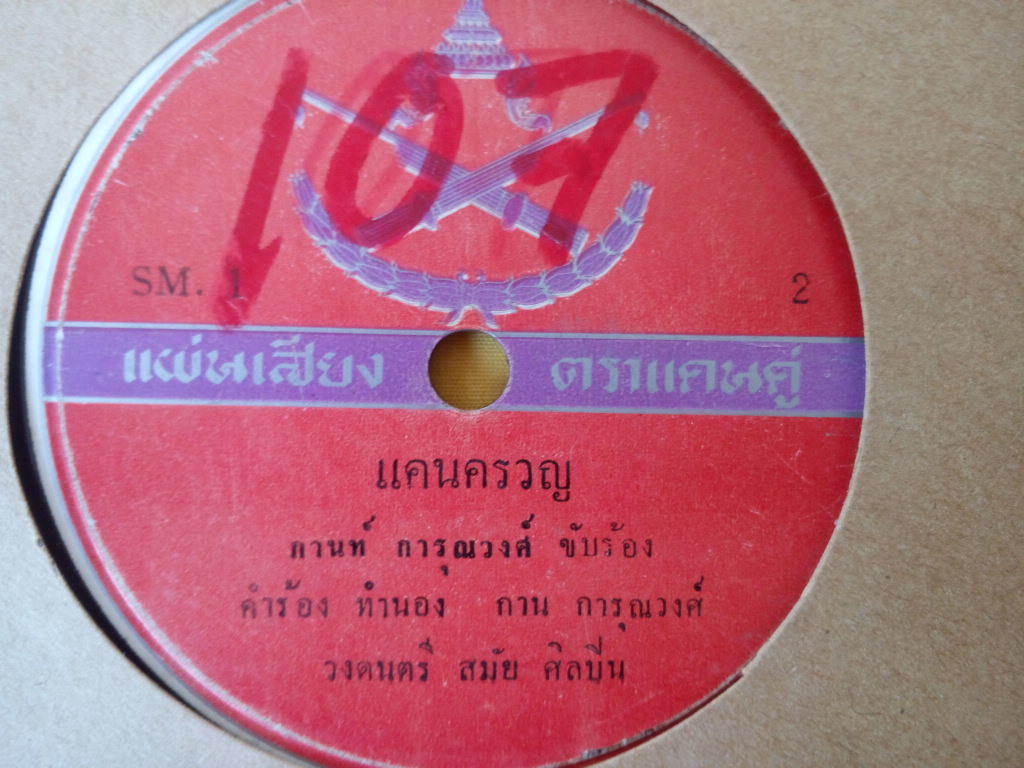 107
SM. 1 2
แผ่นเสียง ตราแคนคู่
แคนครวญ
กานท์ การุณวงศ์ ขับร้อง
คำร้อง ทำนอง กาน การุณวงศ์
วงดนตรี สมัย ศิลปิน